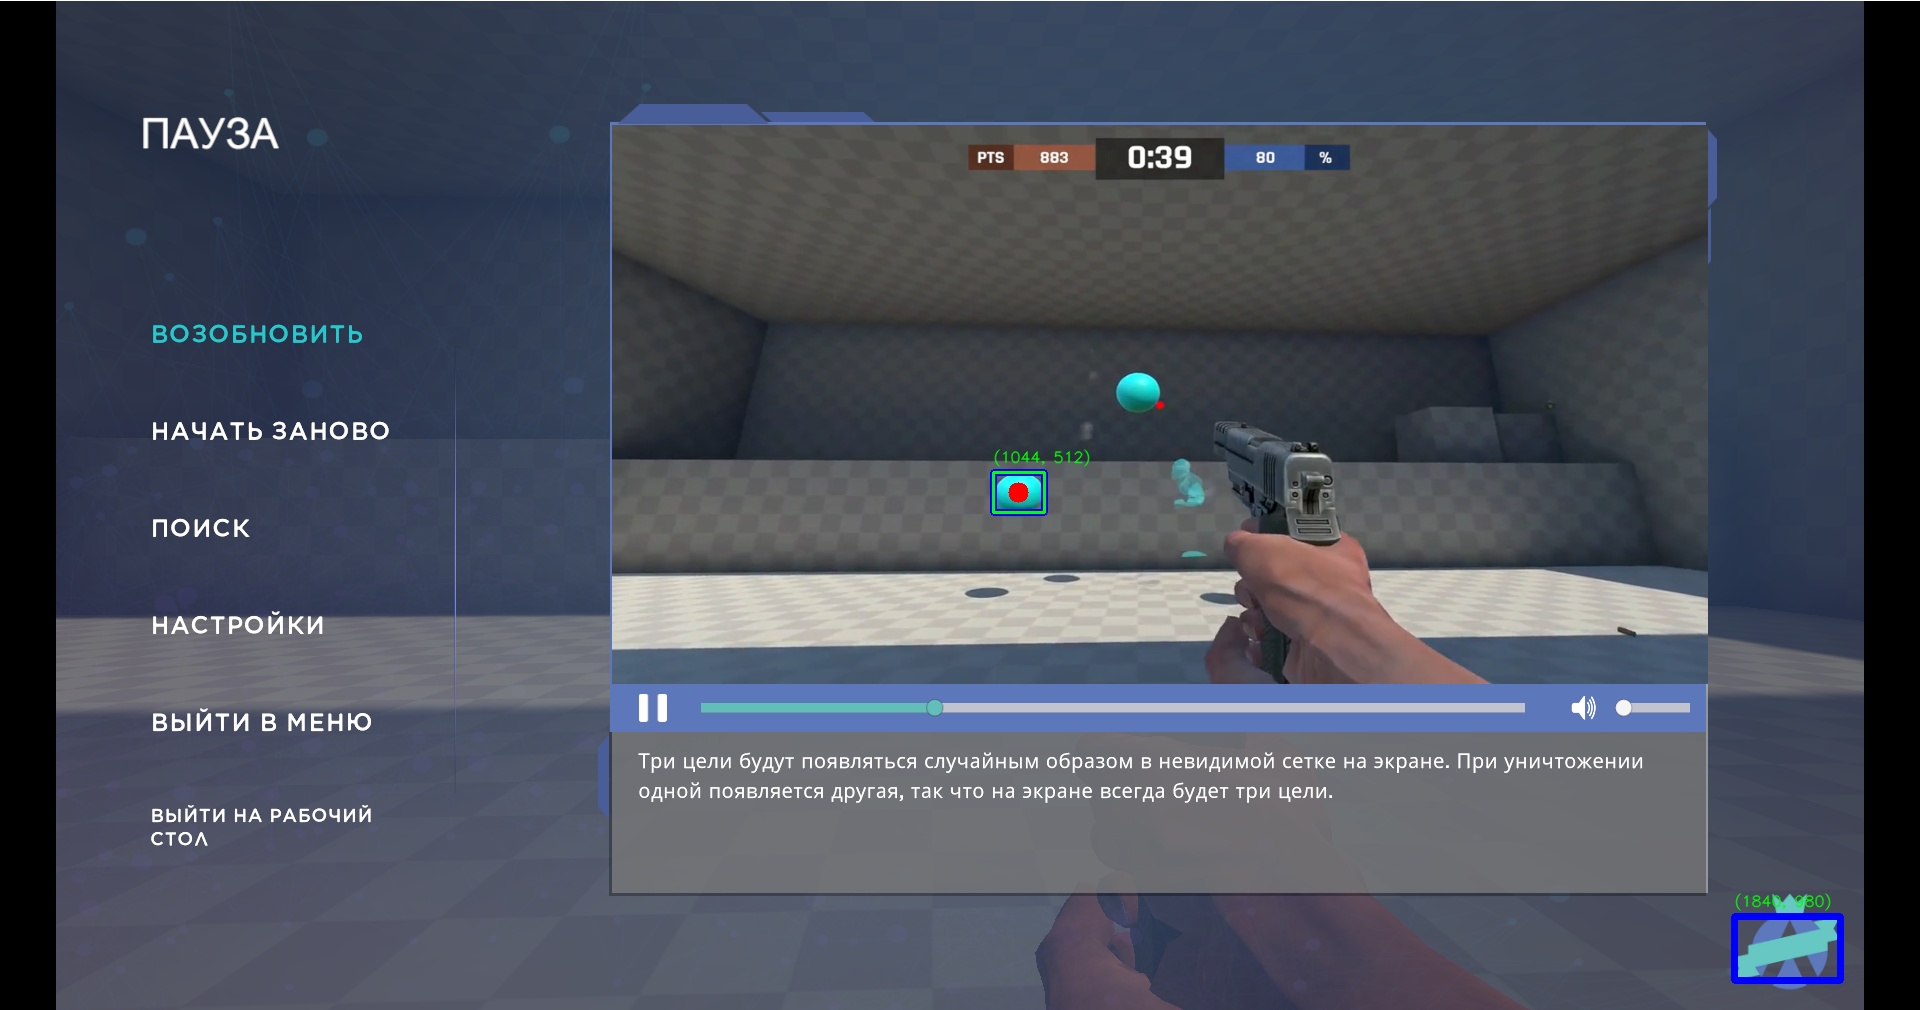 ПАУЗА
ВОЗОБНОВИТЬ
НАЧАТЬ ЗАНОВО
ПОИСК
НАСТРОЙКИ
ВЫЙТИ В МЕНЮ
ВЫЙТИ НА РАБОЧИЙ
СТОЛ
PTS 883 0:39 80 %
(1044, 512)
Три цели будут появляться случайным образом в невидимой сетке на экране. При уничтожении
одной появляется другая, так что на экране всегда будет три цели.